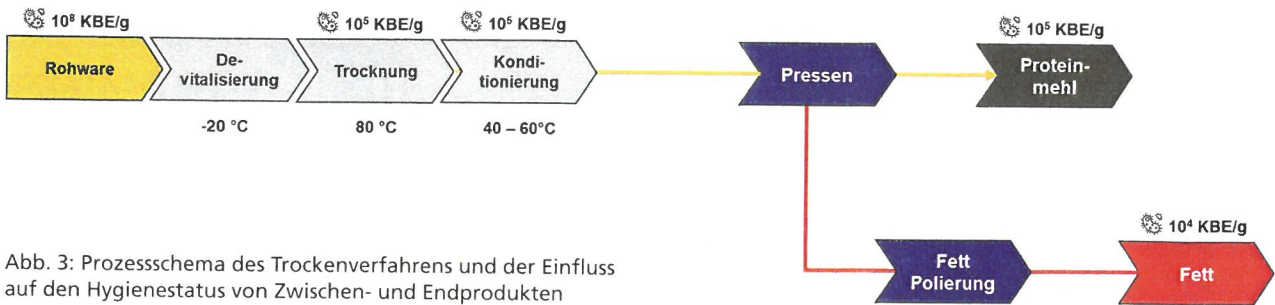 10⁸ KBE/g
10⁵ KBE/g
10⁵ KBE/g
10⁵ KBE/g
Rohware
De-
vitalisierung
Trocknung
Kondi-
tionierung
Pressen
Protein-
mehl
-20 °C
80 °C
40 – 60°C
10⁴ KBE/g
Fett
Polierung
Fett
Abb. 3: Prozessschema des Trockenverfahrens und der Einfluss
auf den Hygienestatus von Zwischen- und Endprodukten